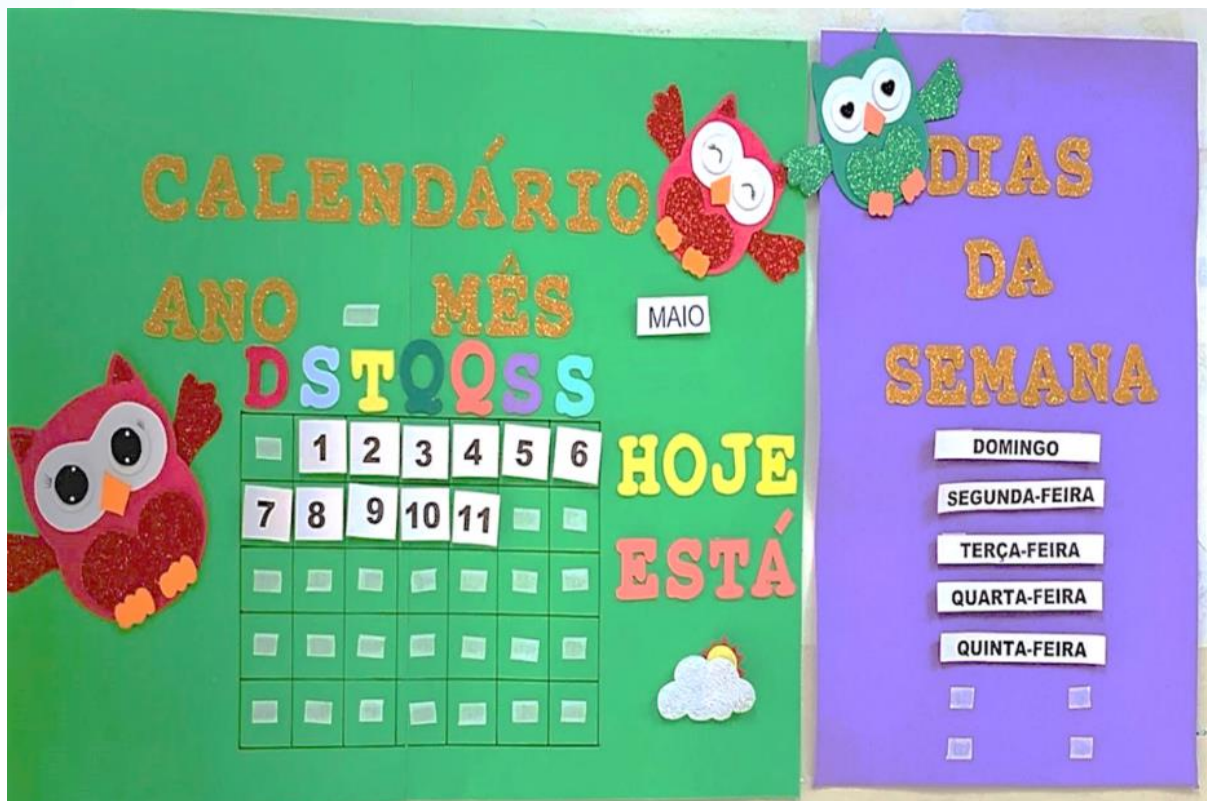 CALENDÁRIO
ANO MÊS MAIO
D S T Q Q S S
1 2 3 4 5 6
7 8 9 10 11
HOJE
ESTÁ
DIAS
DA
SEMANA
DOMINGO
SEGUNDA-FEIRA
TERÇA-FEIRA
QUARTA-FEIRA
QUINTA-FEIRA